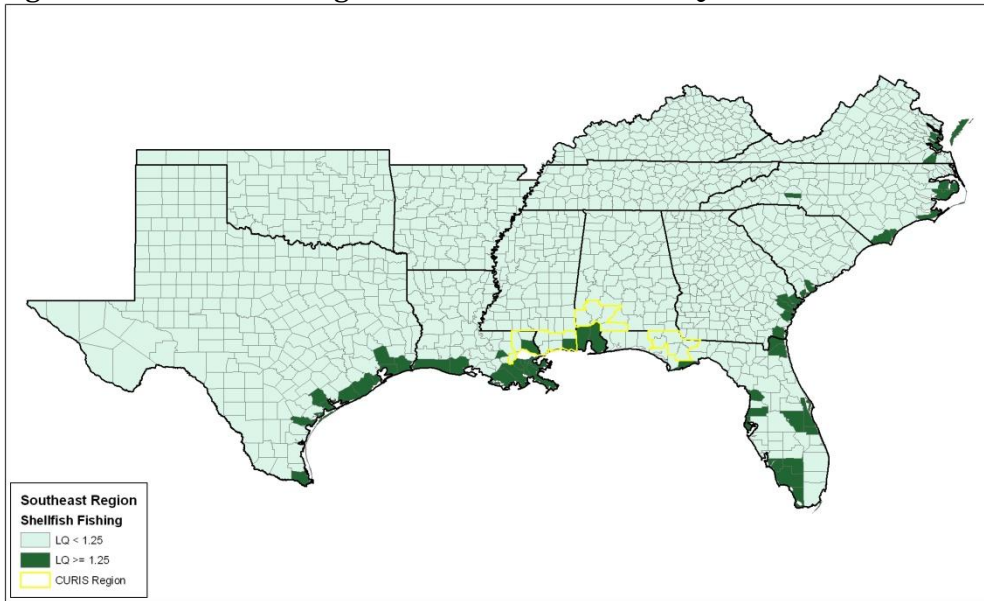 Southeast Region
Shellfish Fishing
LQ < 1.25
LQ >= 1.25
CURIS Region